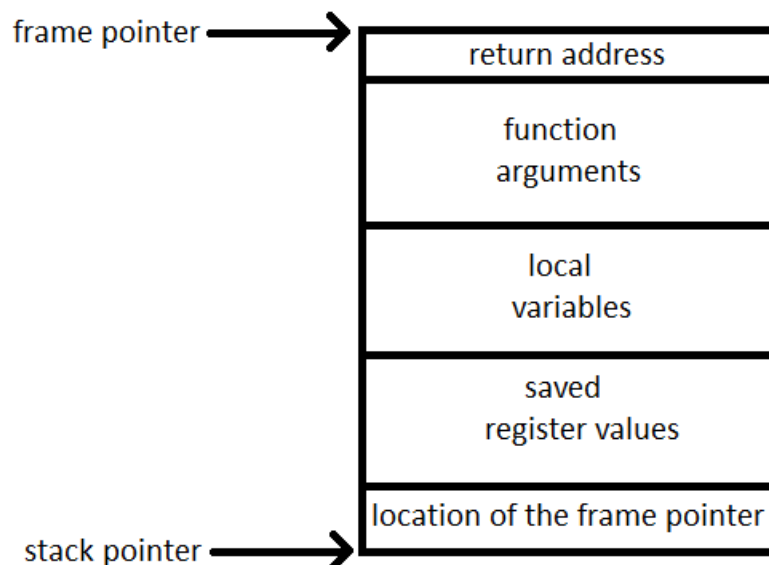 frame pointer
return address
function
arguments
local
variables
saved
register values
location of the frame pointer
stack pointer